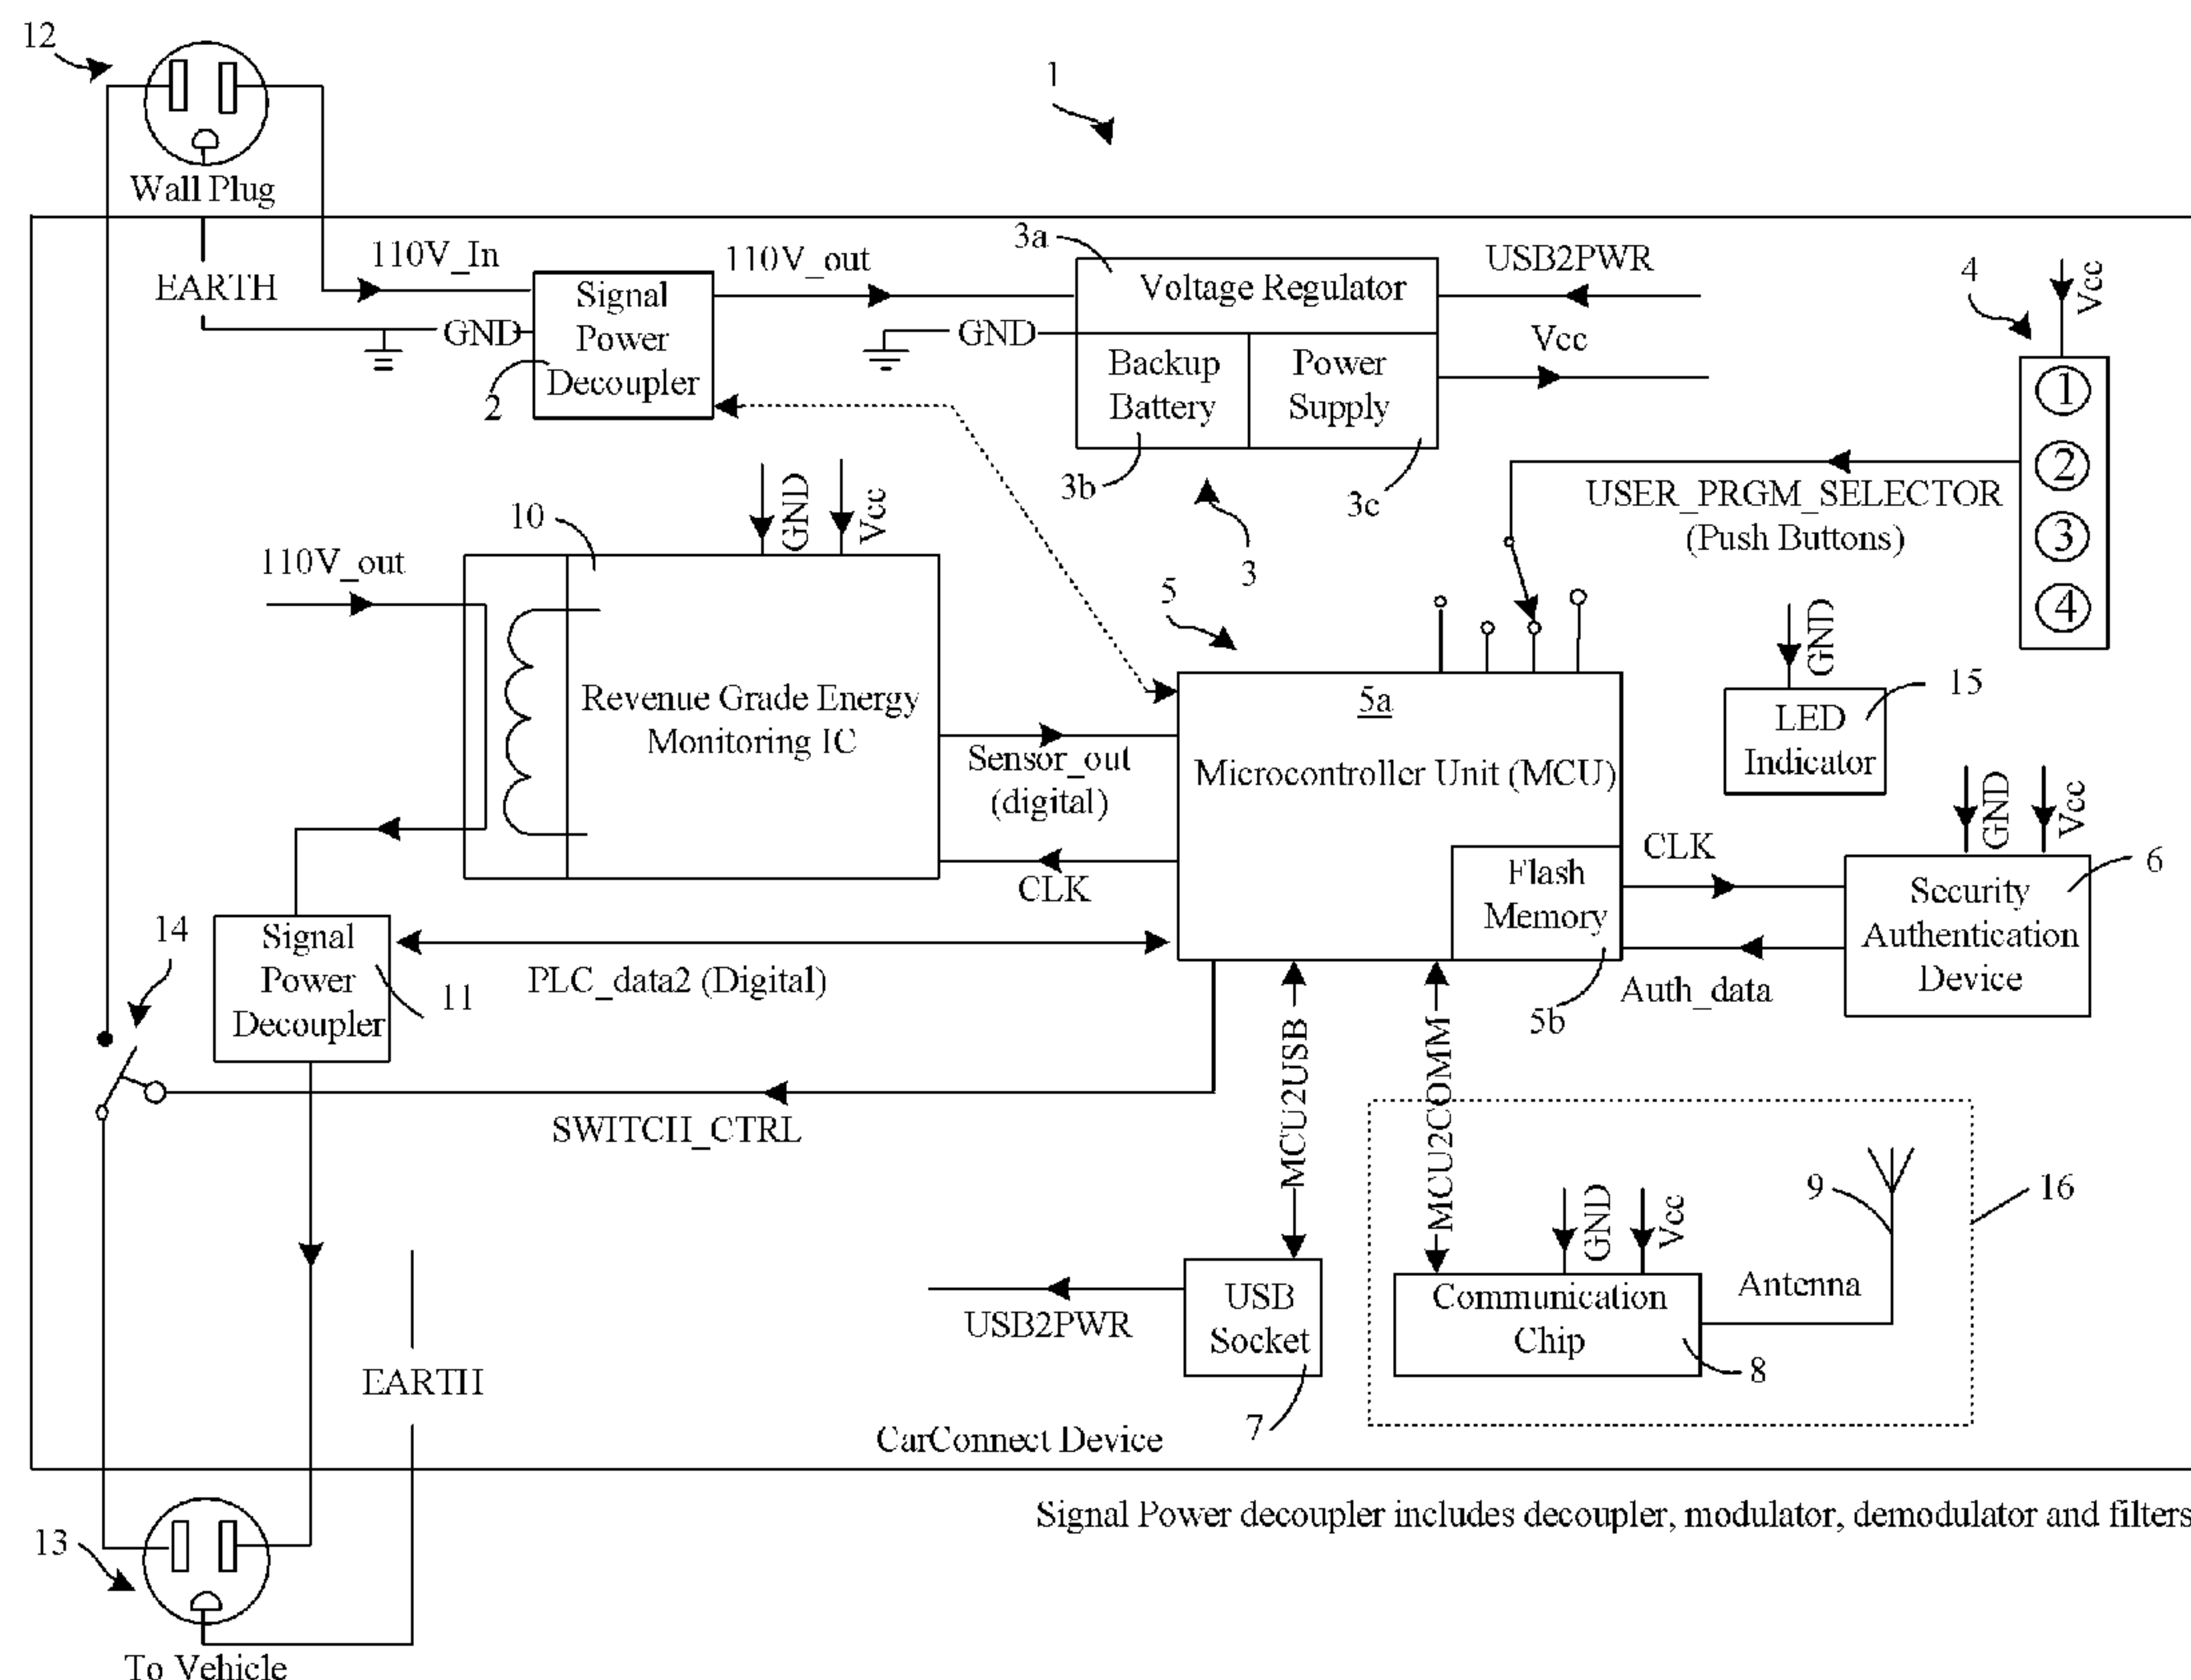 12
1
Wall Plug
EARTH
110V_In
GND
Signal
Power
Decoupler
2
110V_out
GND
3a
Voltage Regulator
Backup
Battery
Power
Supply
3b
3c
3
USB2PWR
Vcc
4
Vcc
1
2
3
4
USER_PRGM_SELECTOR
(Push Buttons)
10
GND
Vcc
110V_out
Revenue Grade Energy
Monitoring IC
Sensor_out
(digital)
CLK
5
5a
Microcontroller Unit (MCU)
Flash
Memory
5b
GND
LED
Indicator
15
GND
Vcc
CLK
Auth_data
Security
Authentication
Device
6
14
Signal
Power
Decoupler
11
PLC_data2 (Digital)
SWITCH_CTRL
MCU2USB
MCU2COMM
USB2PWR
USB
Socket
7
GND
Vcc
Communication
Chip
8
Antenna
9
16
EARTH
CarConnect Device
Signal Power decoupler includes decoupler, modulator, demodulator and filters
13
To Vehicle